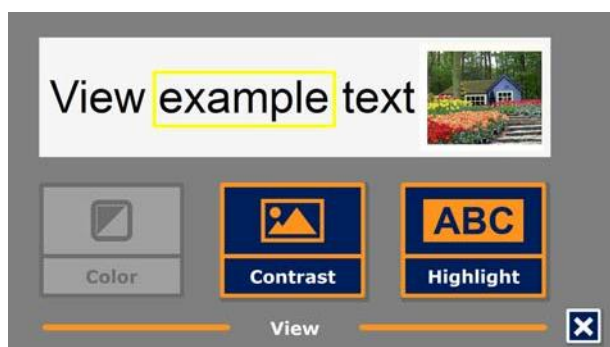 View example text
ABC
Color
Contrast
Highlight
View